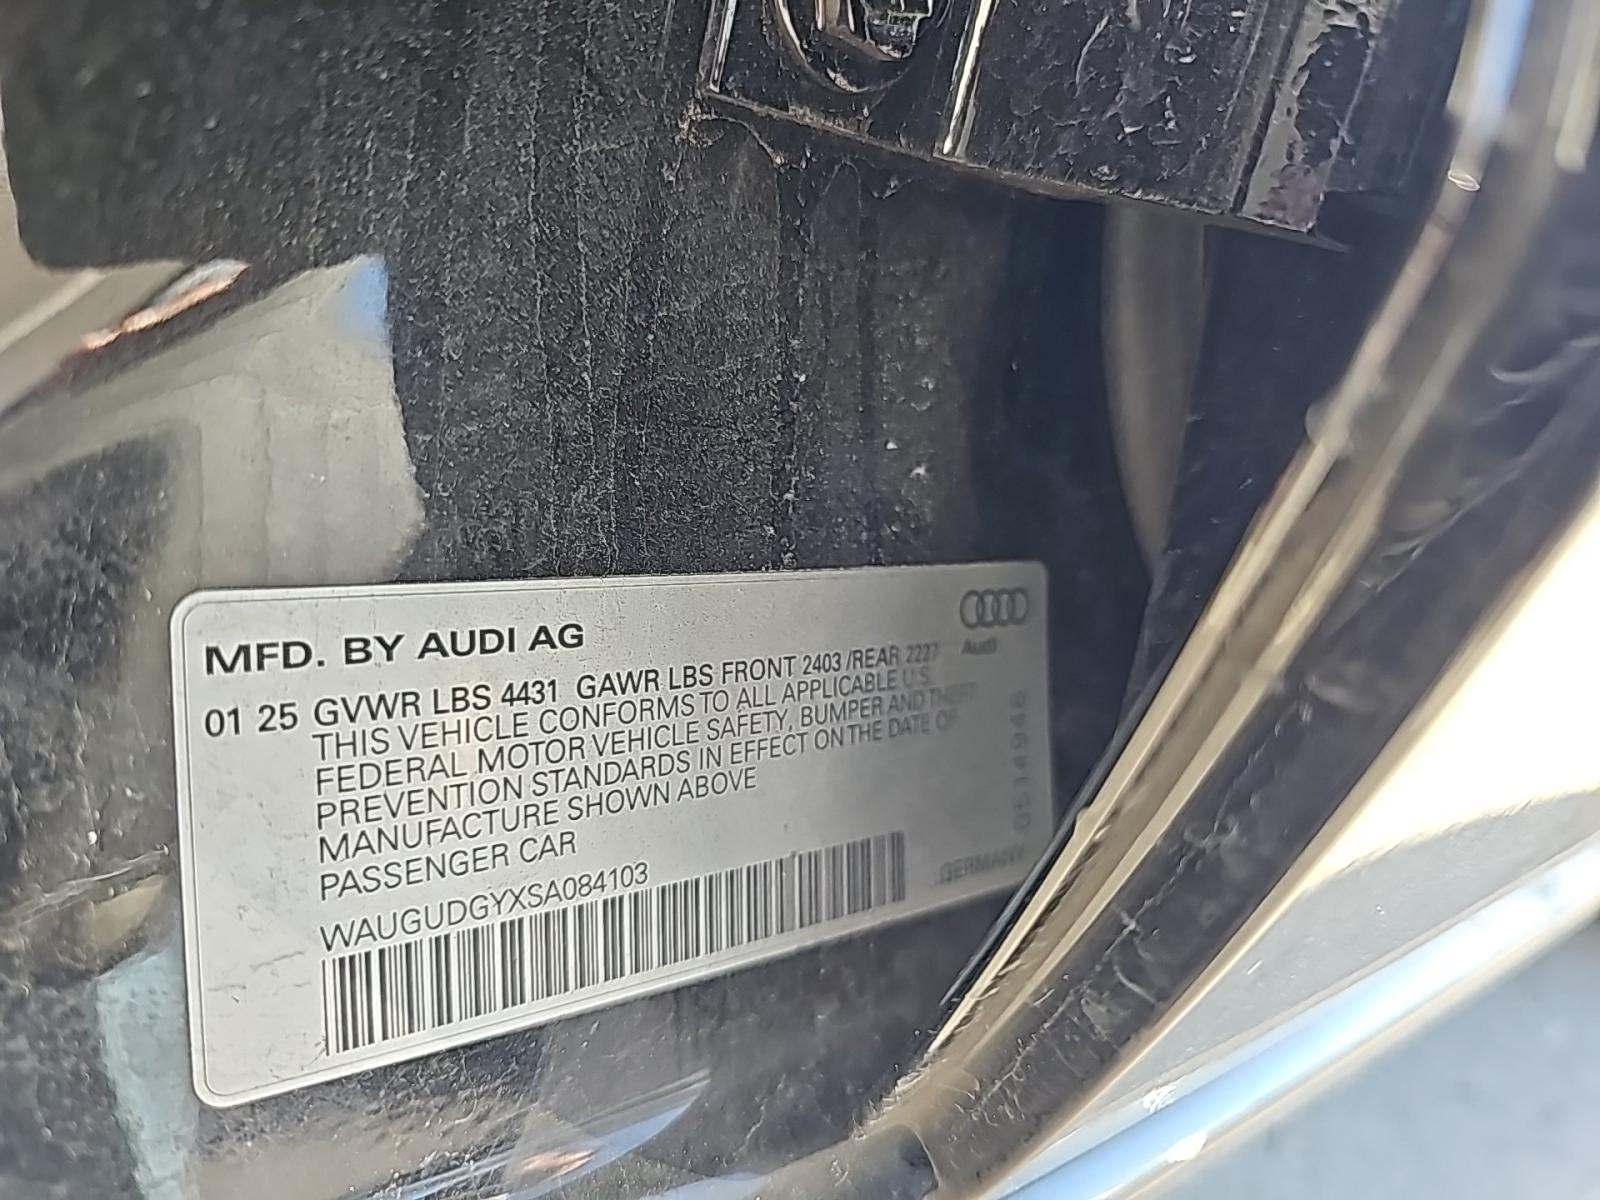 Audi
MFD. BY AUDI AG
01 25 GVWR LBS 4431 GAWR LBS FRONT 2403 /REAR 2227
THIS VEHICLE CONFORMS TO ALL APPLICABLE U.S.
FEDERAL MOTOR VEHICLE SAFETY, BUMPER AND THEFT
PREVENTION STANDARDS IN EFFECT ON THE DATE OF
MANUFACTURE SHOWN ABOVE
PASSENGER CAR
WAUGUDGYXSA084103
GERMANY